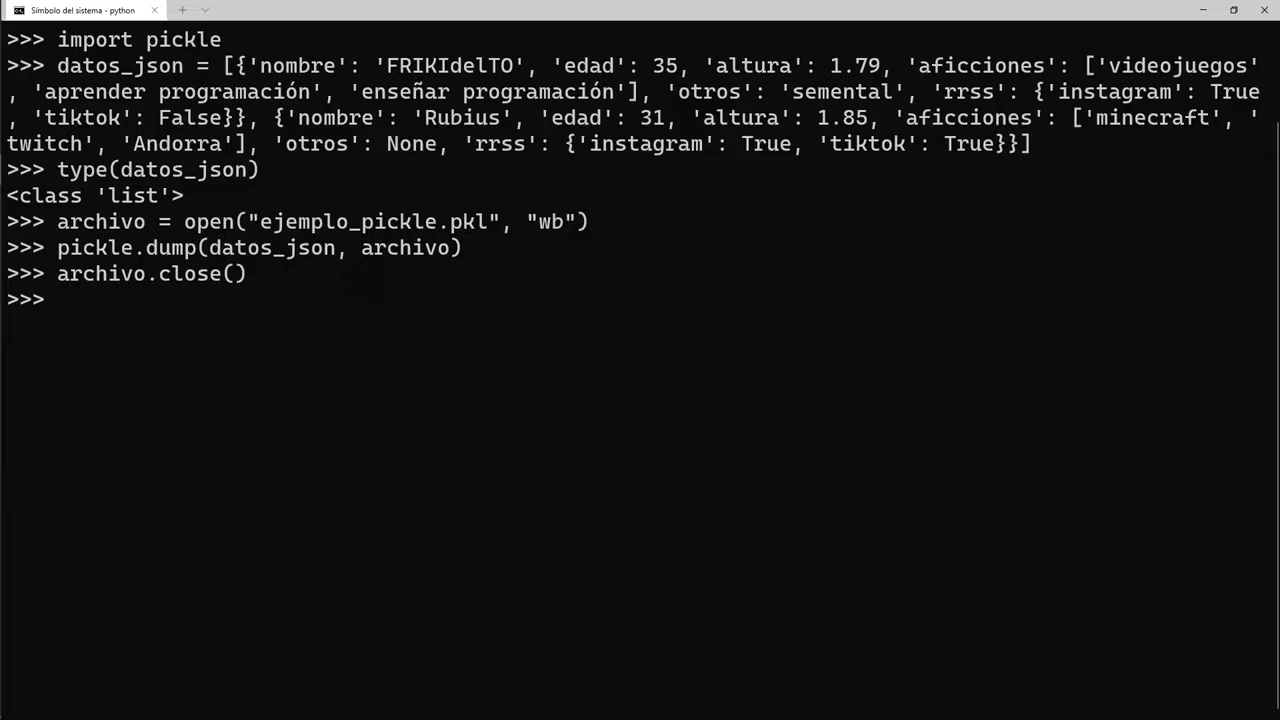 Símbolo del sistema - python
>>> import pickle
>>> datos_json = [{'nombre': 'FRIKIdelTO', 'edad': 35, 'altura': 1.79, 'aficciones': ['videojuegos'
, 'aprender programación', 'enseñar programación'], 'otros': 'semental', 'rrss': {'instagram': True
, 'tiktok': False}}, {'nombre': 'Rubius', 'edad': 31, 'altura': 1.85, 'aficciones': ['minecraft', '
twitch', 'Andorra'], 'otros': None, 'rrss': {'instagram': True, 'tiktok': True}}]
>>> type(datos_json)
<class 'list'>
>>> archivo = open("ejemplo_pickle.pkl", "wb")
>>> pickle.dump(datos_json, archivo)
>>> archivo.close()
>>>